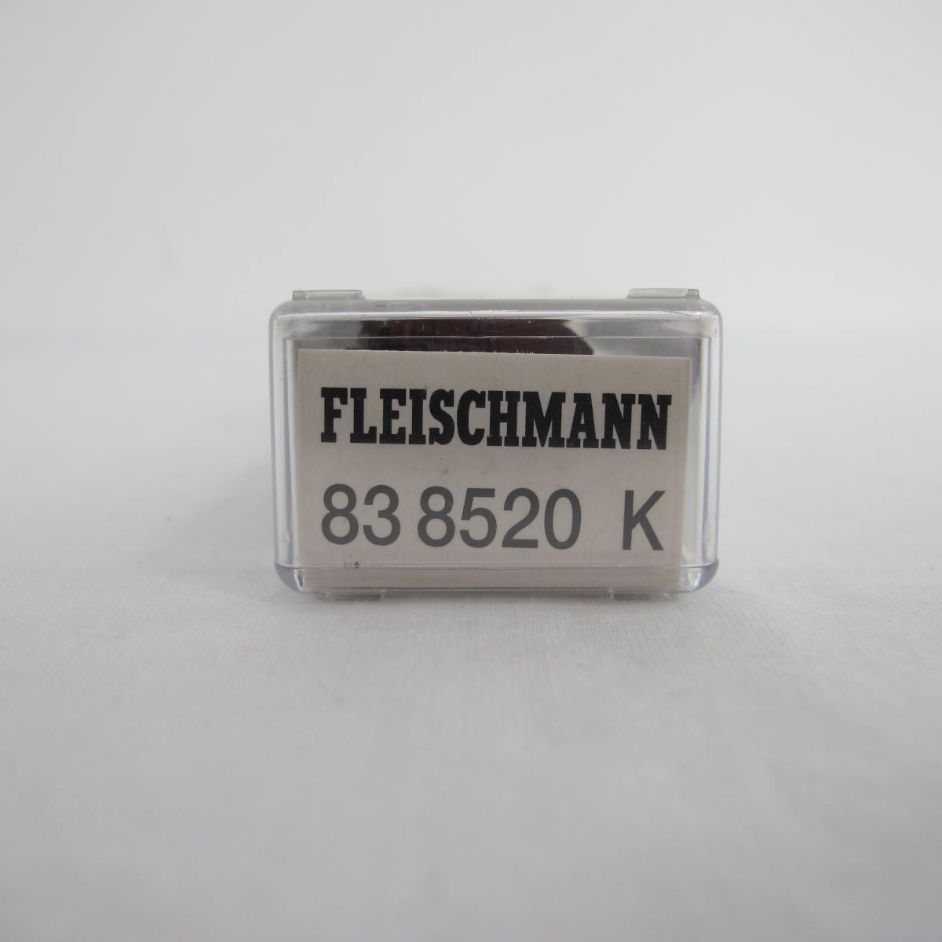 FLEISCHMANN
83 8520 K